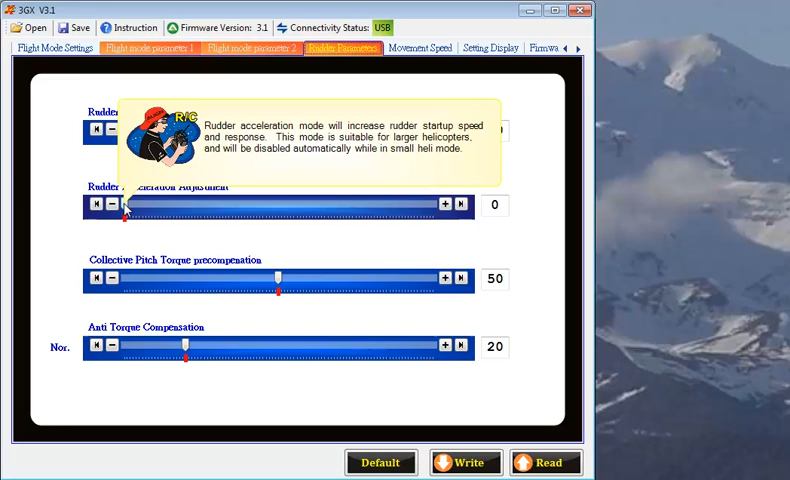 3GX V3.1
Open Save Instruction Firmware Version: 3.1 Connectivity Status: USB
Flight Mode Settings Flight mode parameter 1 Flight mode parameter 2 Rudder Parameters Movement Speed Setting Display Firmwa
Rudder
R/C
Rudder acceleration mode will increase rudder startup speed
and response. This mode is suitable for larger helicopters,
and will be disabled automatically while in small heli mode.
Rudder Acceleration Adjustment
0
Collective Pitch Torque precompenation
50
Anti Torque Compensation
Nor. 20
Default Write Read